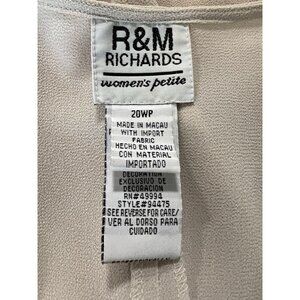 R&M
RICHARDS
women's petite
20WP
MADE IN MACAU
WITH IMPORT
FABRIC
HECHO EN MACAU
CON MATERIAL
IMPORTADO
DECORATION
EXCLUSIVO DE
DECORACION
RN#49994
STYLE#94475
SEE REVERSE FOR CARE/
VER AL DORSO PARA
CUIDADO